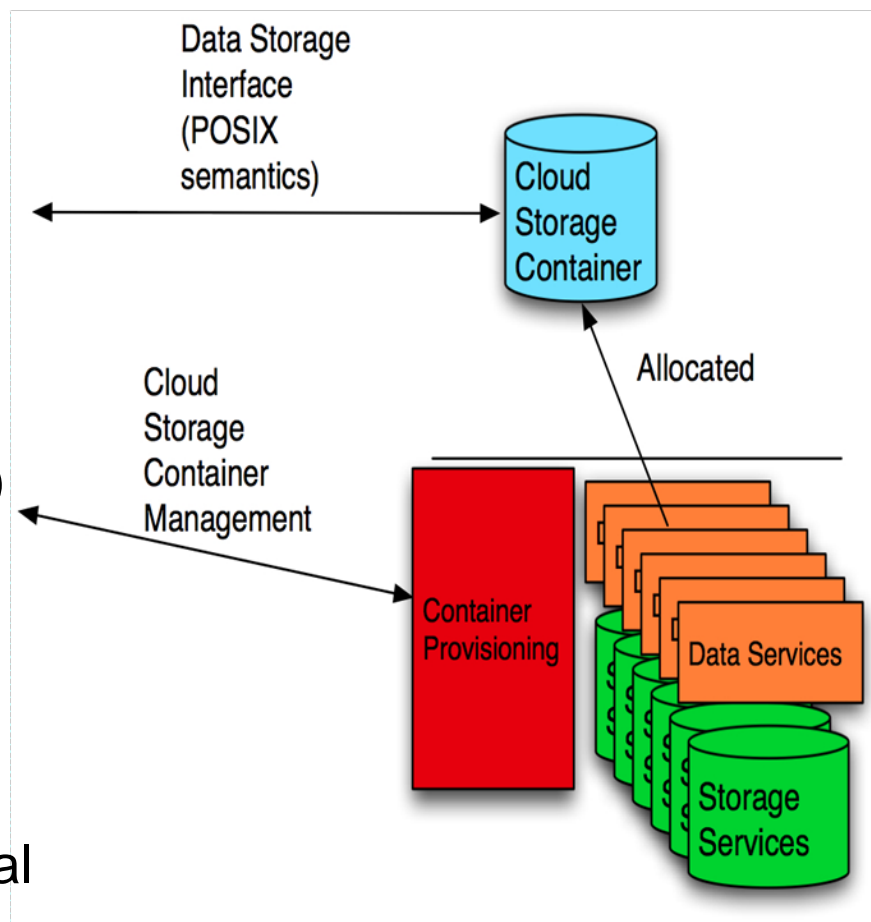 Data Storage
Interface
(POSIX
semantics)
Cloud
Storage
Container
Allocated
Cloud
Storage
Container
Management
)
Container
Provisioning
Data Services
Storage
Services
al